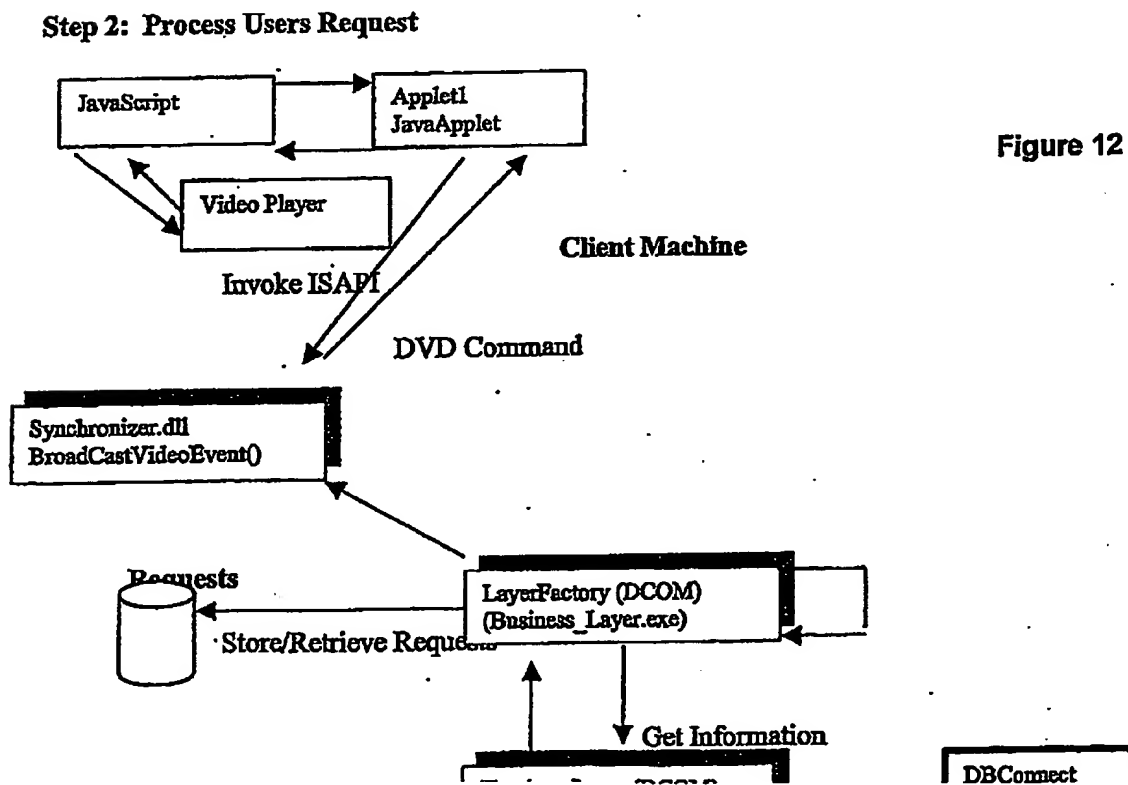 Step 2: Process Users Request
JavaScript
Applet1
JavaApplet
Figure 12
Video Player
Client Machine
Invoke ISAPI
DVD Command
Synchronizer.dll
BroadCastVideoEvent()
Requests
LayerFactory (DCOM)
(Business_Layer.exe)
Store/Retrieve Requests
Get Information
DBConnect